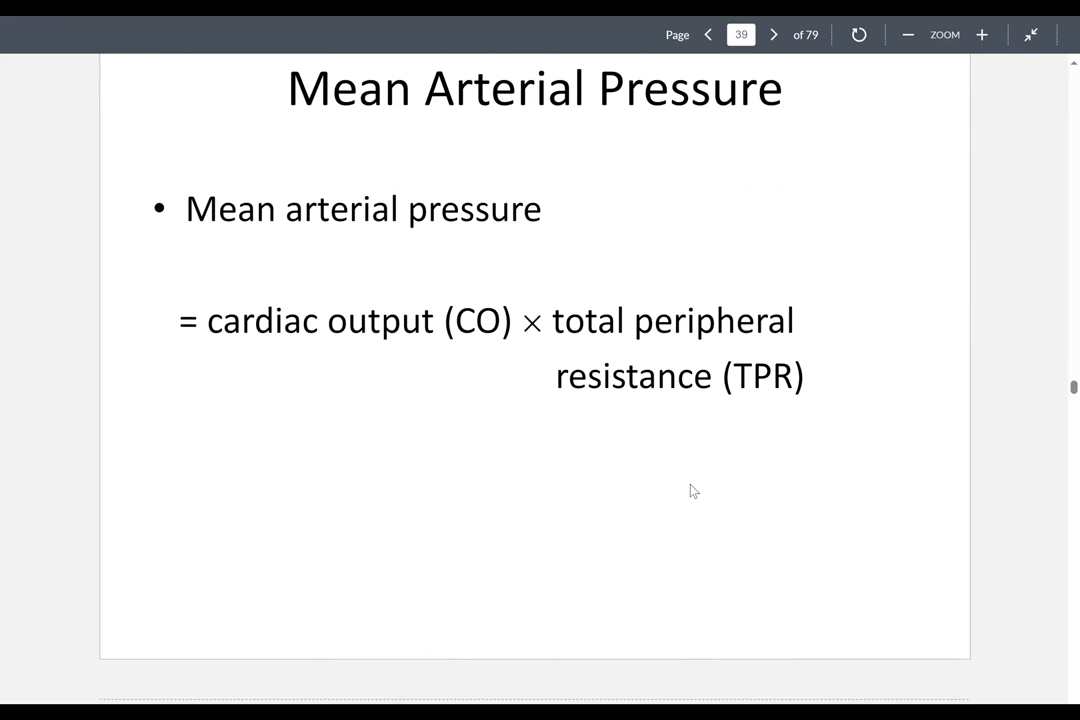 Page 39 of 79 ZOOM
Mean Arterial Pressure
• Mean arterial pressure
= cardiac output (CO) × total peripheral
resistance (TPR)